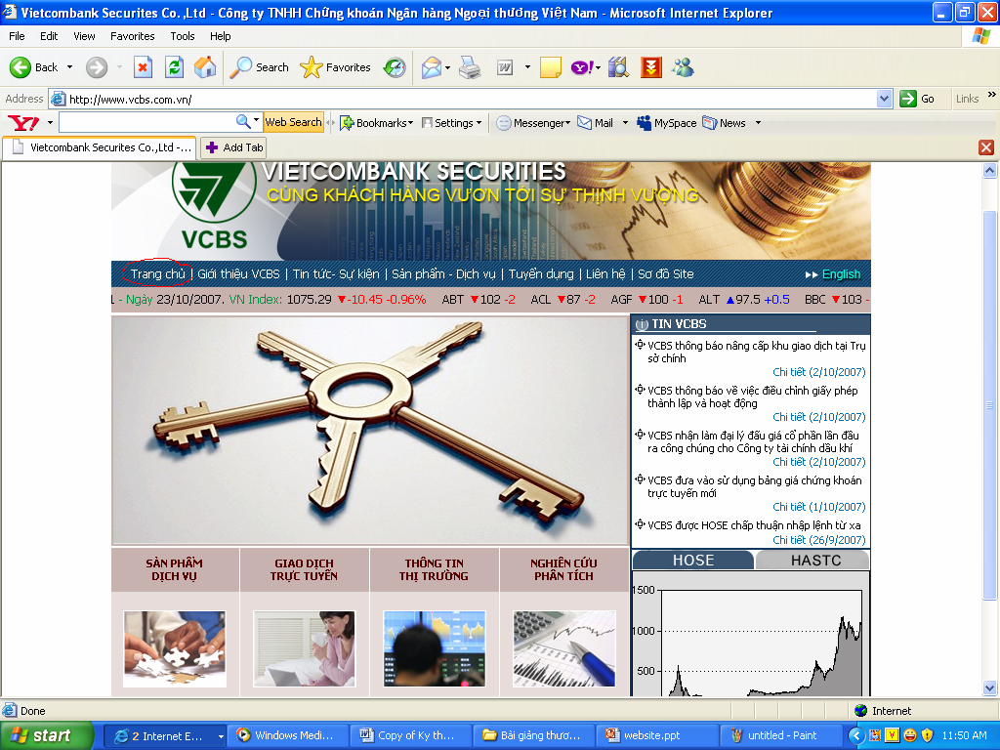 Vietcombank Securites Co.,Ltd - Công ty TNHH Chứng khoán Ngân hàng Ngoại thương Việt Nam - Microsoft Internet Explorer
File Edit View Favorites Tools Help
Back Search Favorites
Address http://www.vcbs.com.vn/ Go Links »
Y! Web Search Bookmarks Settings Messenger Mail MySpace News
Vietcombank Securites Co.,Ltd -... Add Tab
VIETCOMBANK SECURITIES
CÙNG KHÁCH HÀNG VƯƠN TỚI SỰ THỊNH VƯỢNG
VCBS
Trang chủ | Giới thiệu VCBS | Tin tức- Sự kiện | Sản phẩm - Dịch vụ | Tuyển dụng | Liên hệ | Sơ đồ Site English
1 - Ngày 23/10/2007. VN Index: 1075.29 ▼-10.45 -0.96% ABT ▼102 -2 ACL ▼87 -2 AGF ▼100 -1 ALT ▲97.5 +0.5 BBC ▼103 -
TIN VCBS
VCBS thông báo nâng cấp khu giao dịch tại Trụ
sở chính
Chi tiết (2/10/2007)
VCBS thông báo về việc điều chỉnh giấy phép
thành lập và hoạt động
Chi tiết (2/10/2007)
VCBS nhận làm đại lý đấu giá cổ phần lần đầu
ra công chúng cho Công ty tài chính dầu khí
Chi tiết (2/10/2007)
VCBS đưa vào sử dụng bảng giá chứng khoán
trực tuyến mới
Chi tiết (1/10/2007)
VCBS được HOSE chấp thuận nhập lệnh từ xa
Chi tiết (26/9/2007)
SẢN PHẨM
DỊCH VỤ
GIAO DỊCH
TRỰC TUYẾN
THÔNG TIN
THỊ TRƯỜNG
NGHIÊN CỨU
PHÂN TÍCH
HOSE HASTC
1500
1000
500
Done Internet
start 2 Internet E... Windows Medi... Copy of Ky th... Bài giảng thươ... website.ppt untitled - Paint 11:50 AM